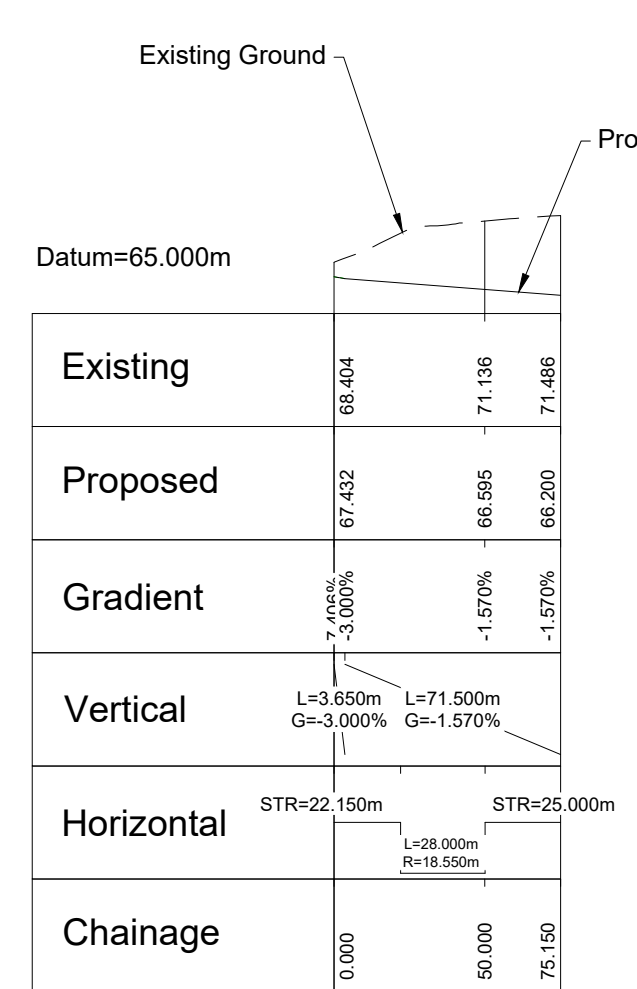 Existing Ground
Pro
Datum=65.000m
Existing
68.404
71.136
71.486
Proposed
67.432
66.595
66.200
Gradient
-3.000%
-1.570%
-1.570%
Vertical
L=3.650m
G=-3.000%
L=71.500m
G=-1.570%
Horizontal
STR=22.150m
L=28.000m
R=18.550m
STR=25.000m
Chainage
0.000
50.000
75.150